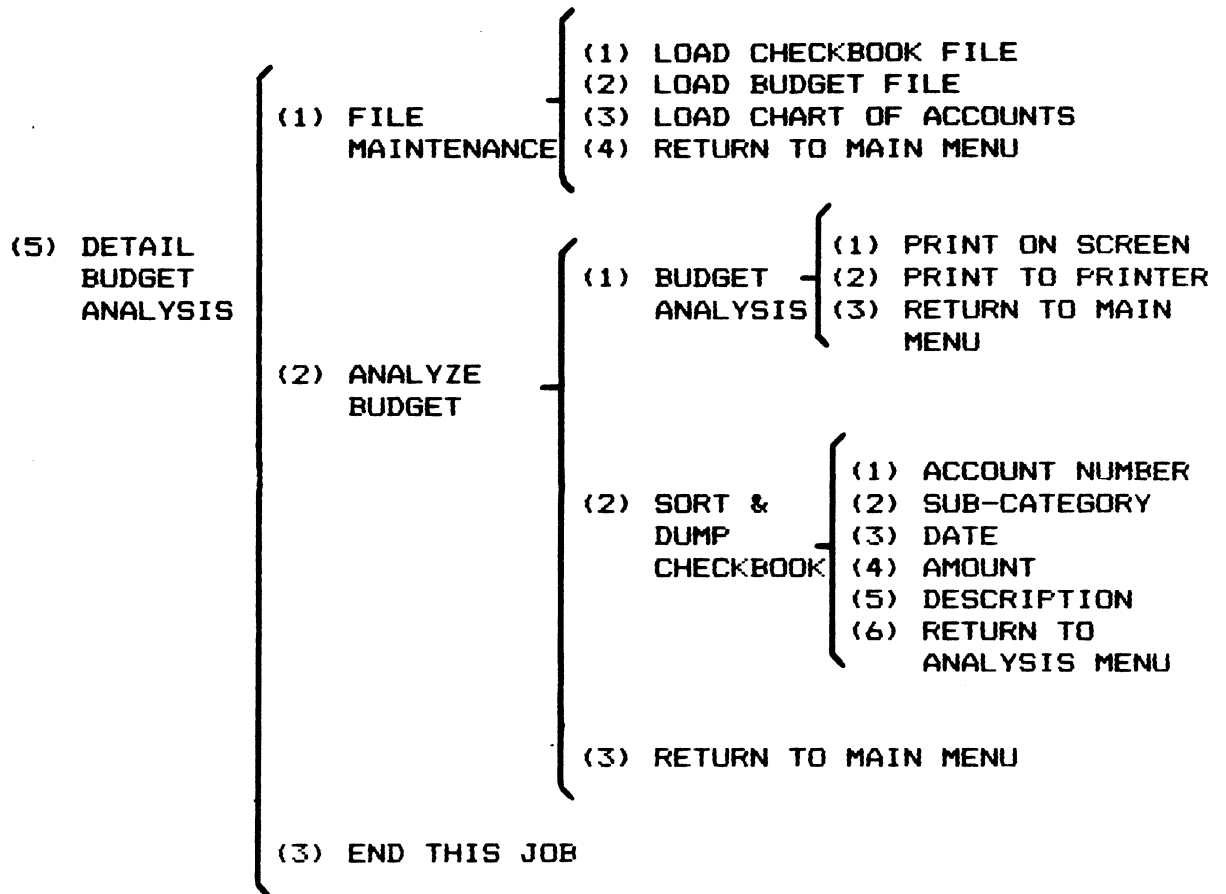 (5) DETAIL
BUDGET
ANALYSIS
(1) FILE
MAINTENANCE
(1) LOAD CHECKBOOK FILE
(2) LOAD BUDGET FILE
(3) LOAD CHART OF ACCOUNTS
(4) RETURN TO MAIN MENU
(2) ANALYZE
BUDGET
(1) BUDGET
ANALYSIS
(1) PRINT ON SCREEN
(2) PRINT TO PRINTER
(3) RETURN TO MAIN
MENU
(2) SORT &
DUMP
CHECKBOOK
(1) ACCOUNT NUMBER
(2) SUB-CATEGORY
(3) DATE
(4) AMOUNT
(5) DESCRIPTION
(6) RETURN TO
ANALYSIS MENU
(3) RETURN TO MAIN MENU
(3) END THIS JOB